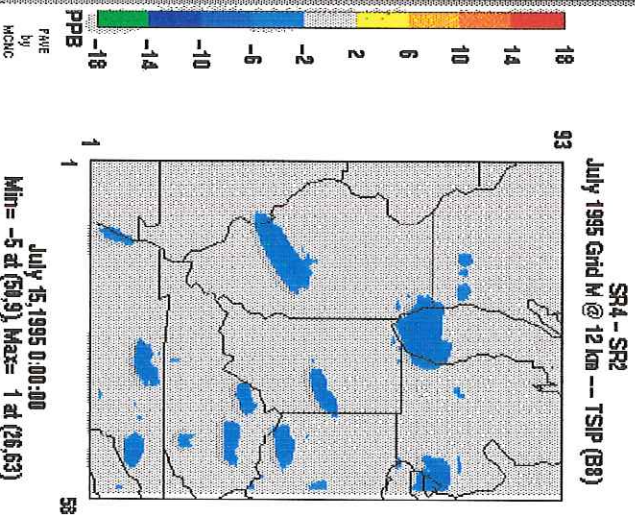 SR4 - SR2
July 1995 Grid M @ 12 km --- TSIP (B8)
18
14
10
6
2
-2
-6
-10
-14
-18
PPB
PAVE
by
MCNC
93
1
1
58
July 15,1995 0:00:00
Min= -5 at (50,9), Max= 1 at (26,63)